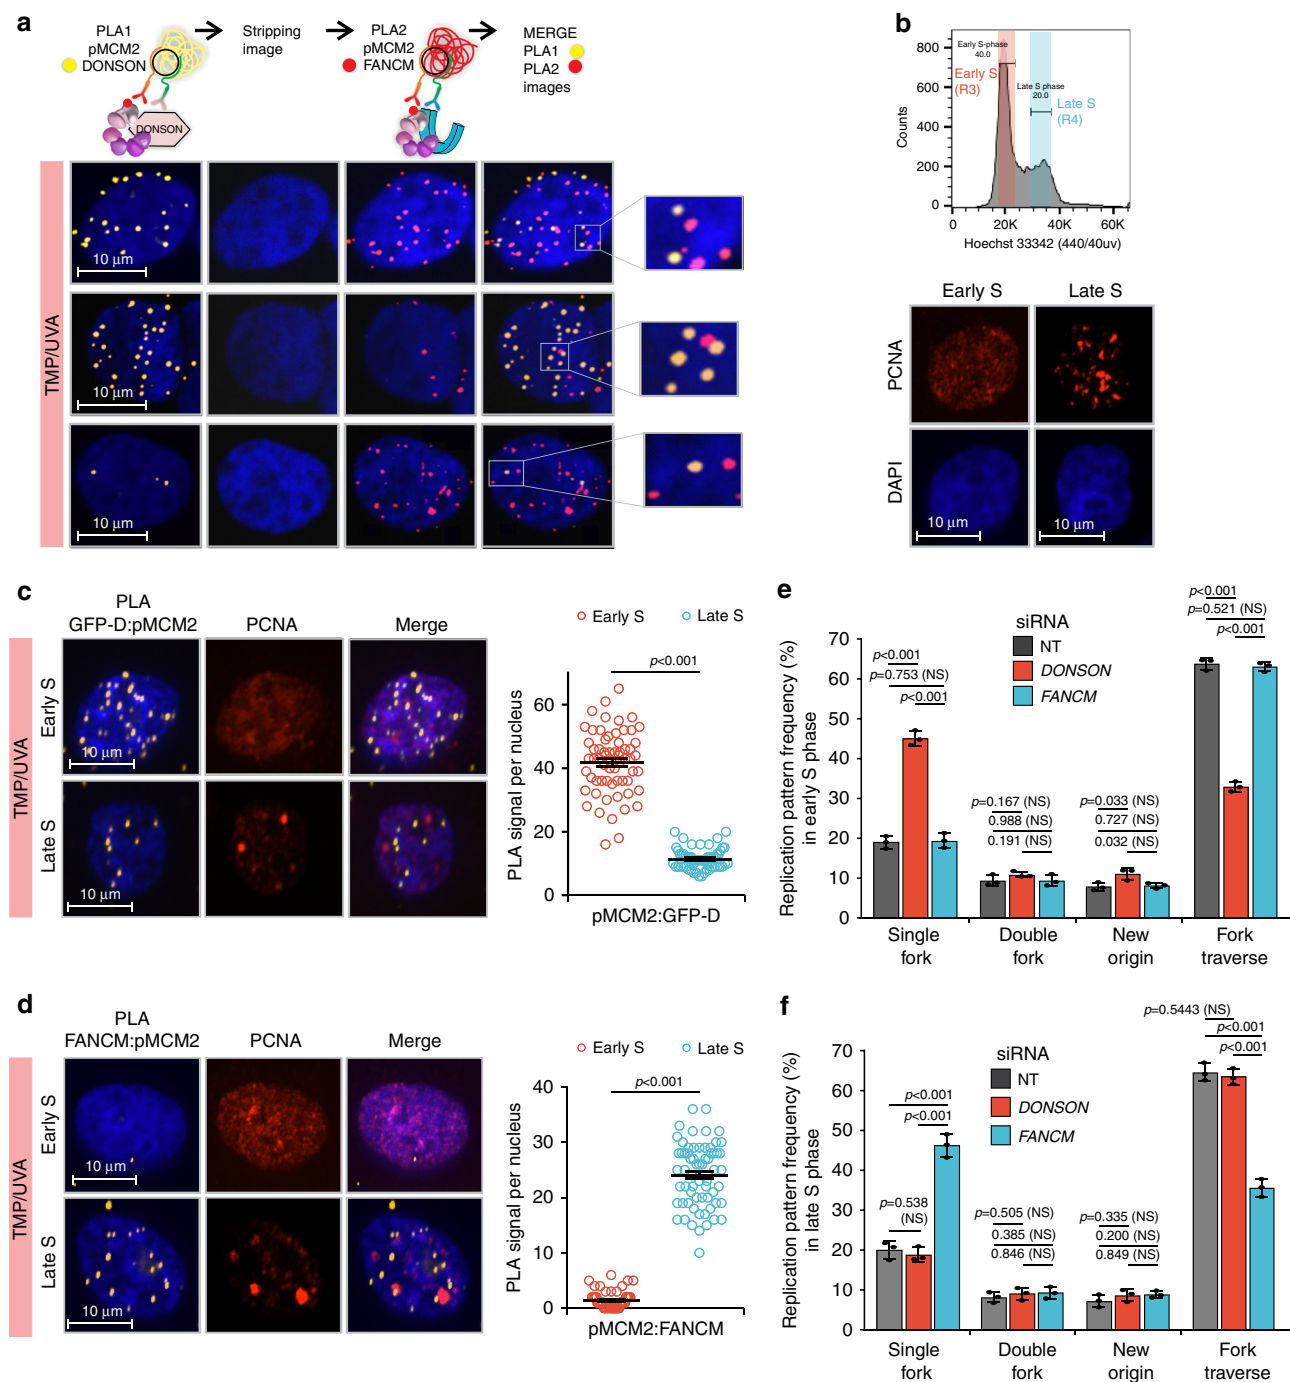 a
PLA1
pMCM2
DONSON
Stripping
image
PLA2
pMCM2
FANCM
MERGE
PLA1
PLA2
images
DONSON
TMP/UVA
10 μm
10 μm
10 μm
b
Counts
800
600
400
200
0
Early S-phase
40.0
Early S
(R3)
Late S phase
20.0
Late S
(R4)
0 20K 40K 60K
Hoechst 33342 (440/40uv)
Early S Late S
PCNA
DAPI
10 μm 10 μm
c
PLA
GFP-D:pMCM2 PCNA Merge
TMP/UVA
Early S
10 μm
Late S
10 μm
Early S Late S
p<0.001
PLA signal per nucleus
60
40
20
0
pMCM2:GFP-D
d
PLA
FANCM:pMCM2 PCNA Merge
TMP/UVA
Early S
10 μm
Late S
10 μm
Early S Late S
p<0.001
PLA signal per nucleus
40
30
20
10
0
pMCM2:FANCM
e
Replication pattern frequency (%)
in early S phase
70
60
50
40
30
20
10
0
siRNA
NT
DONSON
FANCM
p<0.001
p=0.753 (NS)
p<0.001
p=0.167 (NS)
0.988 (NS)
0.191 (NS)
p=0.033 (NS)
0.727 (NS)
0.032 (NS)
p<0.001
p=0.521 (NS)
p<0.001
Single
fork
Double
fork
New
origin
Fork
traverse
f
Replication pattern frequency (%)
in late S phase
70
60
50
40
30
20
10
0
siRNA
NT
DONSON
FANCM
p<0.001
p<0.001
p=0.538
(NS)
p=0.505 (NS)
0.385 (NS)
0.846 (NS)
p=0.335 (NS)
0.200 (NS)
0.849 (NS)
p=0.5443 (NS)
p<0.001
p<0.001
Single
fork
Double
fork
New
origin
Fork
traverse